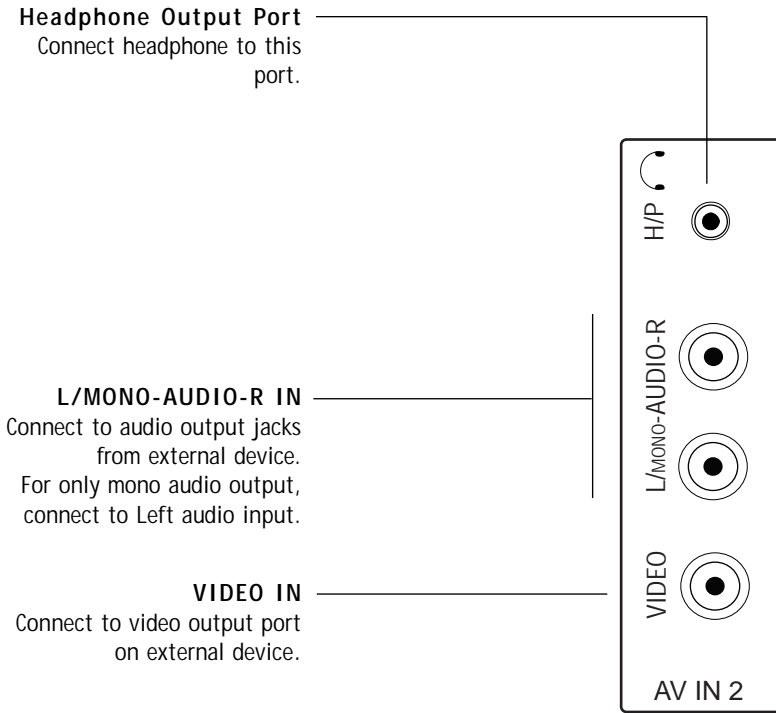 Headphone Output Port
Connect headphone to this
port.
H/P
L/MONO-AUDIO-R
L/MONO-AUDIO-R IN
Connect to audio output jacks
from external device.
For only mono audio output,
connect to Left audio input.
VIDEO
VIDEO IN
Connect to video output port
on external device.
AV IN 2